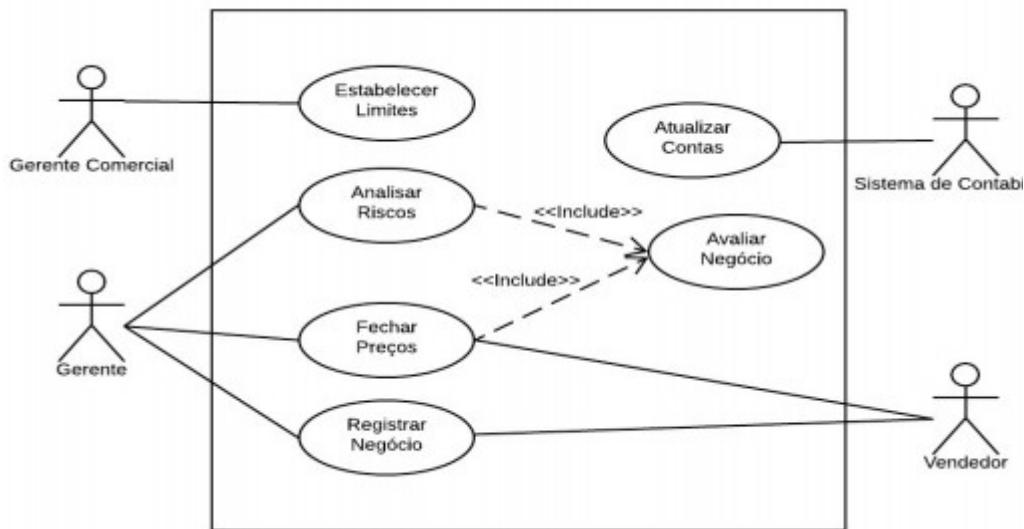 Estabelecer
Limites
Gerente Comercial
Atualizar
Contas
Sistema de Contabi
Analisar
Riscos
<<Include>>
Avaliar
Negócio
<<Include>>
Gerente
Fechar
Preços
Registrar
Negócio
Vendedor